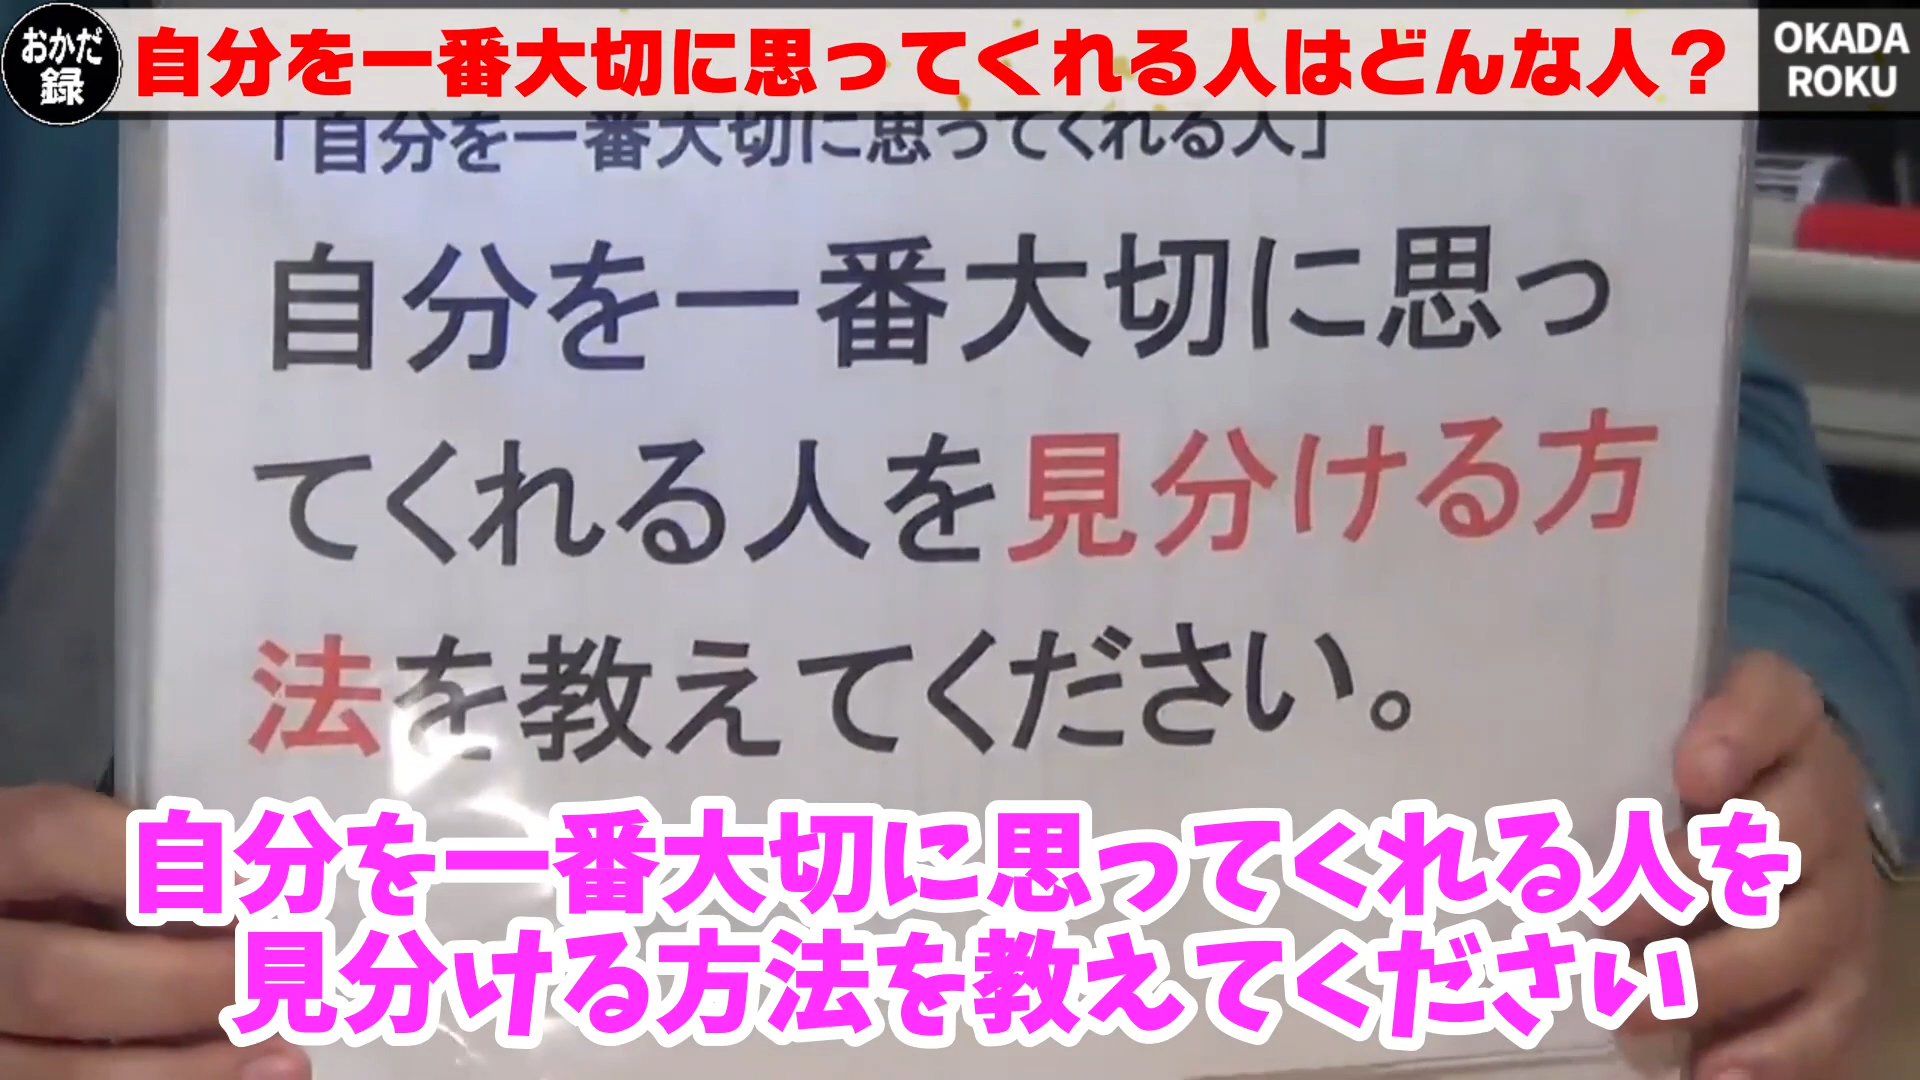 おかだ
録
自分を一番大切に思ってくれる人はどんな人？
OKADA
ROKU
「自分を一番大切に思ってくれる人」
自分を一番大切に思っ
てくれる人を見分ける方
法を教えてください。
自分を一番大切に思ってくれる人を
見分ける方法を教えてください